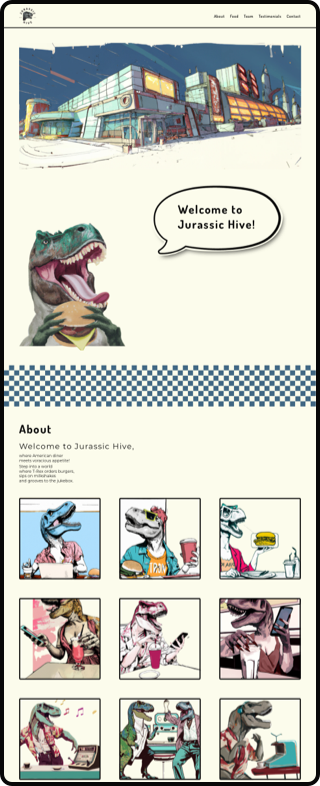 About Food Team Testimonials Contact
Welcome to
Jurassic Hive!
About
Welcome to Jurassic Hive,
where American diner
meets voracious appetite!
Step into a world
where T-Rex orders burgers,
sips on milkshakes
and grooves to the jukebox.